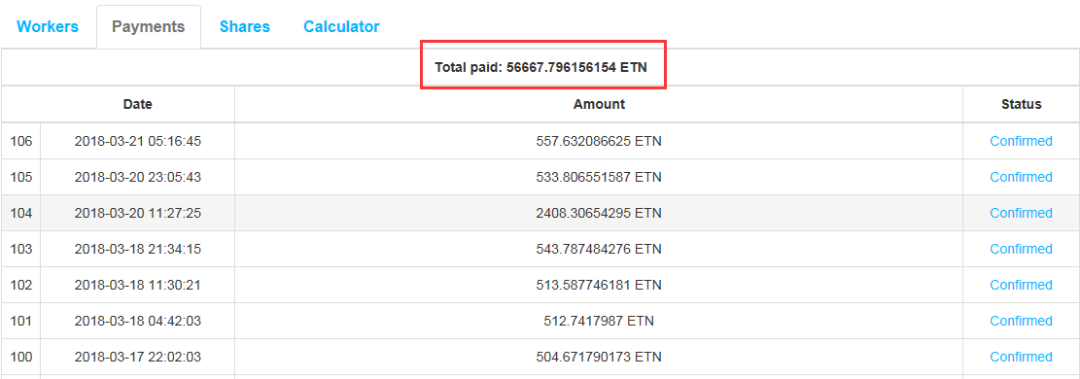 Workers Payments Shares Calculator
Total paid: 56667.796156154 ETN
Date Amount Status
106 2018-03-21 05:16:45 557.632086625 ETN Confirmed
105 2018-03-20 23:05:43 533.806551587 ETN Confirmed
104 2018-03-20 11:27:25 2408.30654295 ETN Confirmed
103 2018-03-18 21:34:15 543.787484276 ETN Confirmed
102 2018-03-18 11:30:21 513.587746181 ETN Confirmed
101 2018-03-18 04:42:03 512.7417987 ETN Confirmed
100 2018-03-17 22:02:03 504.671790173 ETN Confirmed